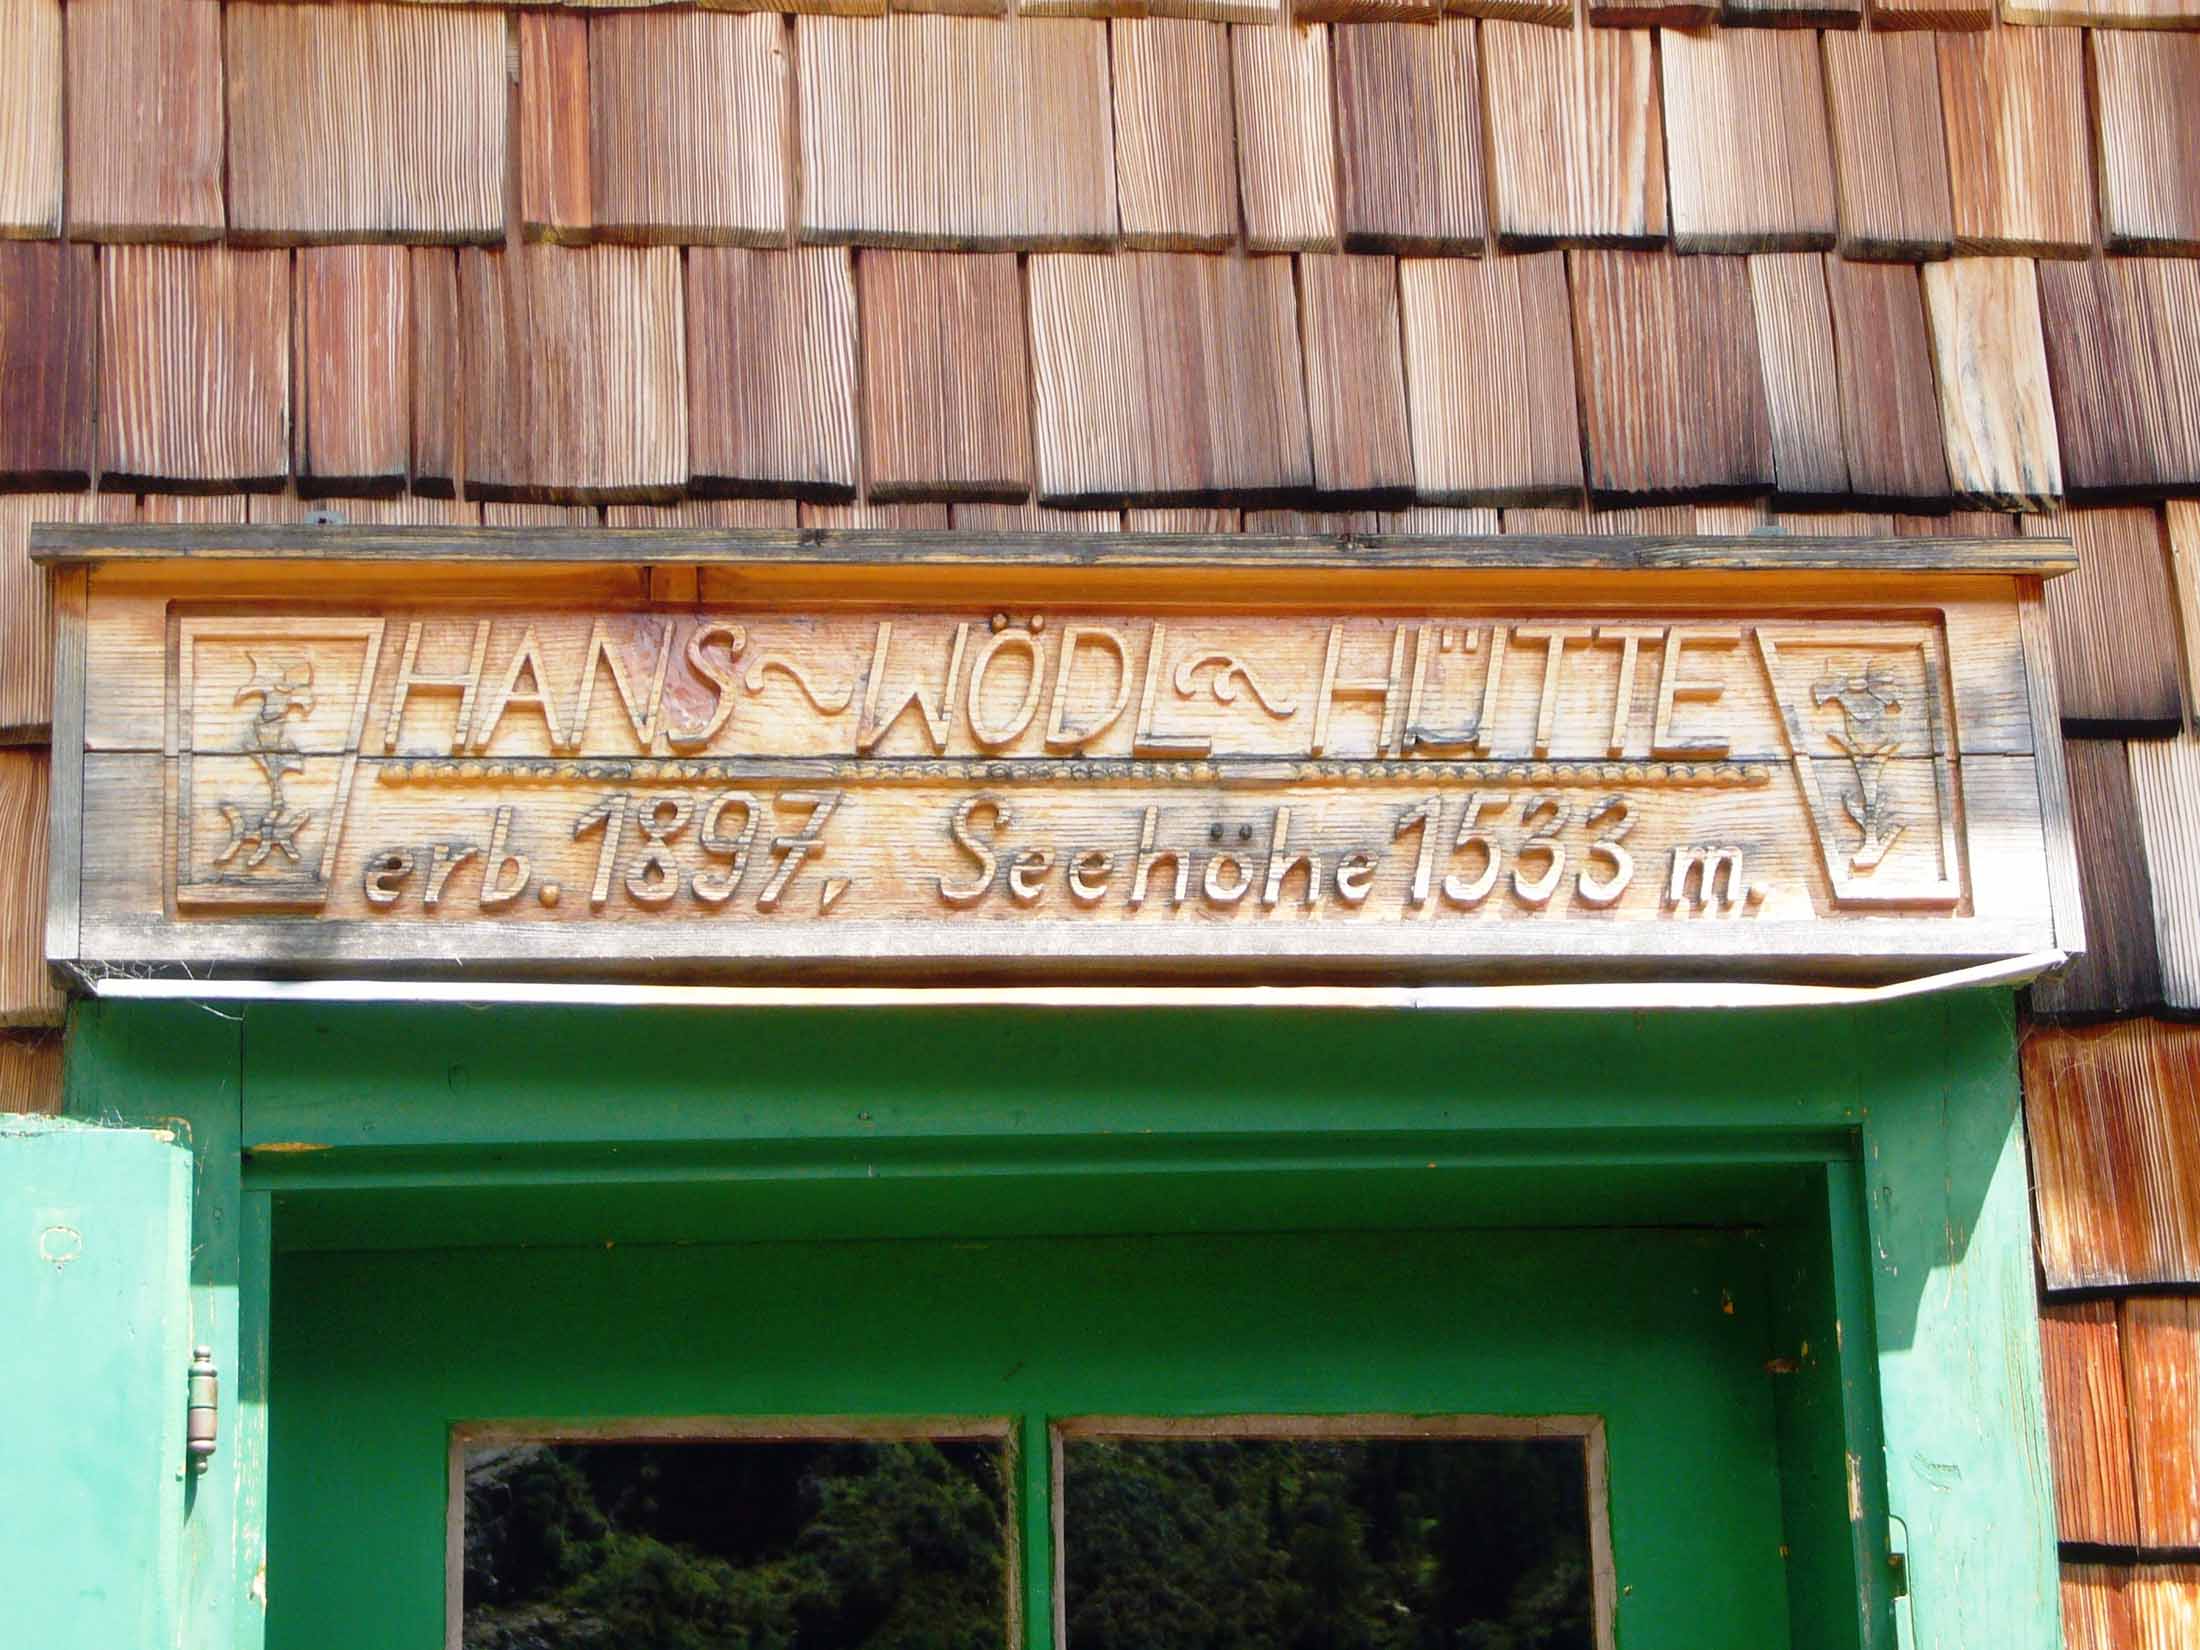 HANS~WÖDL~HÜTTE
erb. 1897, Seehöhe 1533 m.